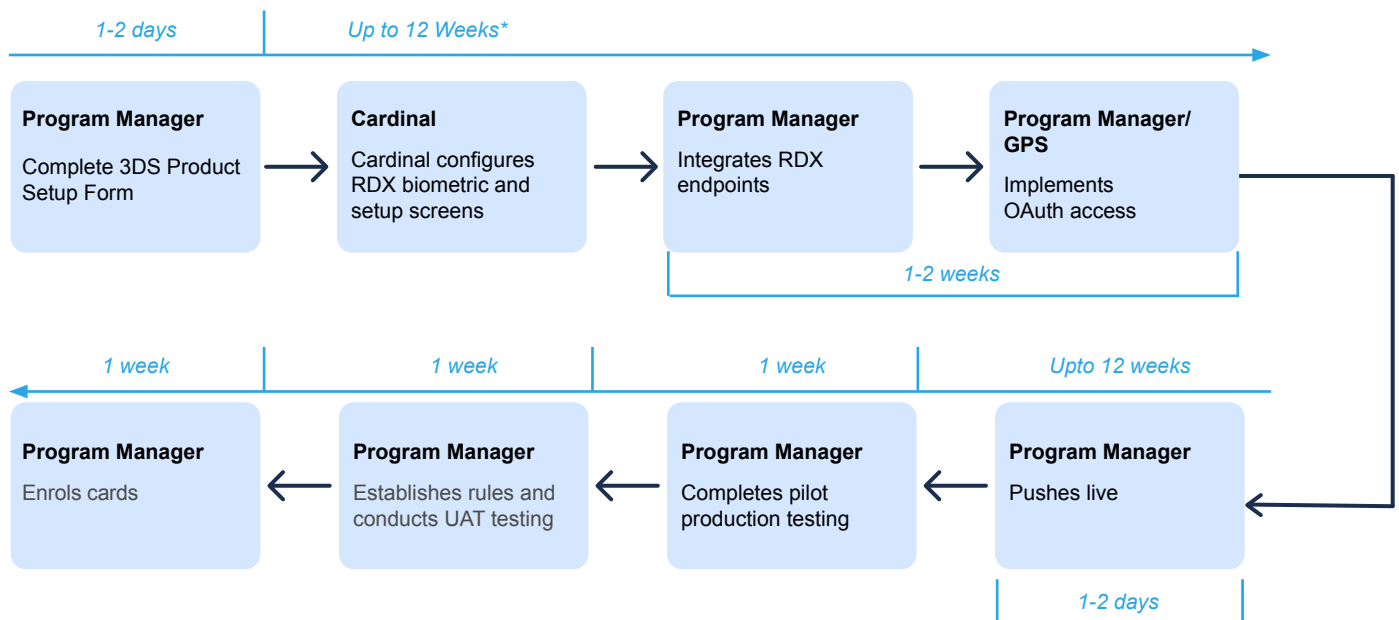 1-2 days
Up to 12 Weeks*
Program Manager
Complete 3DS Product
Setup Form
Cardinal
Cardinal configures
RDX biometric and
setup screens
Program Manager
Integrates RDX
endpoints
Program Manager/
GPS
Implements
OAuth access
1-2 weeks
1 week
1 week
1 week
Upto 12 weeks
Program Manager
Enrols cards
Program Manager
Establishes rules and
conducts UAT testing
Program Manager
Completes pilot
production testing
Program Manager
Pushes live
1-2 days